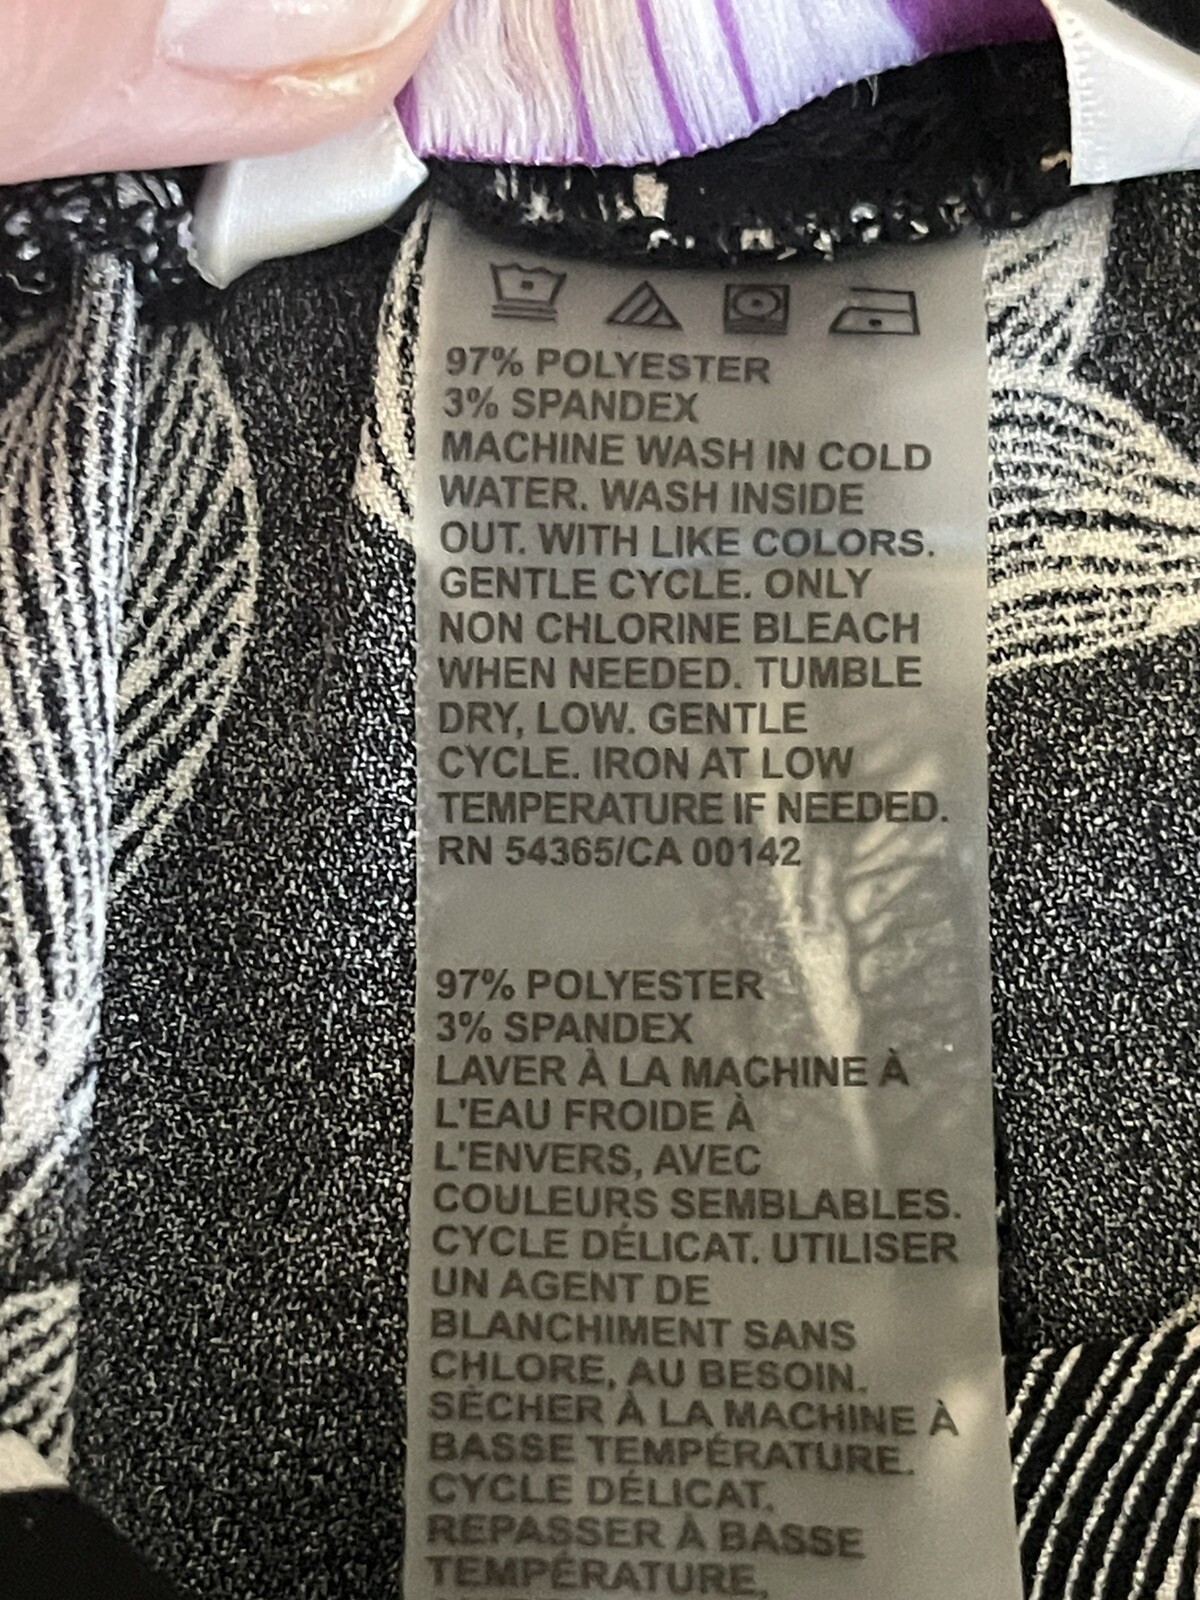 97% POLYESTER
3% SPANDEX
MACHINE WASH IN COLD
WATER. WASH INSIDE
OUT. WITH LIKE COLORS.
GENTLE CYCLE. ONLY
NON CHLORINE BLEACH
WHEN NEEDED. TUMBLE
DRY, LOW. GENTLE
CYCLE. IRON AT LOW
TEMPERATURE IF NEEDED.
RN 54365/CA 00142
97% POLYESTER
3% SPANDEX
LAVER À LA MACHINE À
L'EAU FROIDE À
L'ENVERS, AVEC
COULEURS SEMBLABLES.
CYCLE DÉLICAT. UTILISER
UN AGENT DE
BLANCHIMENT SANS
CHLORE, AU BESOIN.
SÉCHER À LA MACHINE À
BASSE TEMPÉRATURE.
CYCLE DÉLICAT.
REPASSER À BASSE
TEMPÉRATURE,